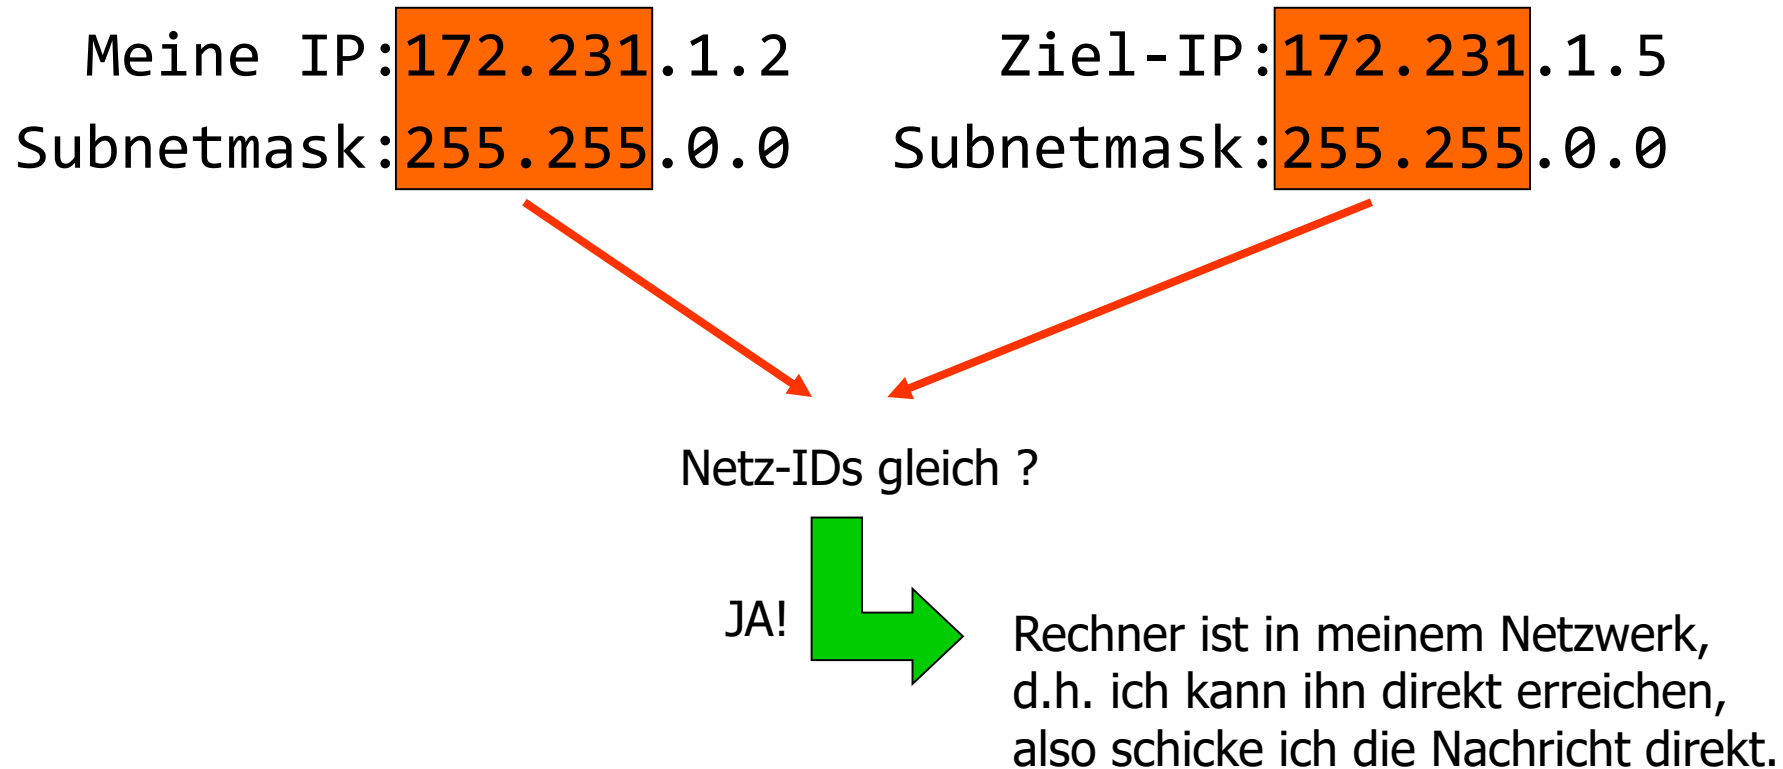 Meine IP:172.231.1.2
Subnetmask:255.255.0.0
Ziel-IP:172.231.1.5
Subnetmask:255.255.0.0
Netz-IDs gleich ?
JA!
Rechner ist in meinem Netzwerk,
d.h. ich kann ihn direkt erreichen,
also schicke ich die Nachricht direkt.